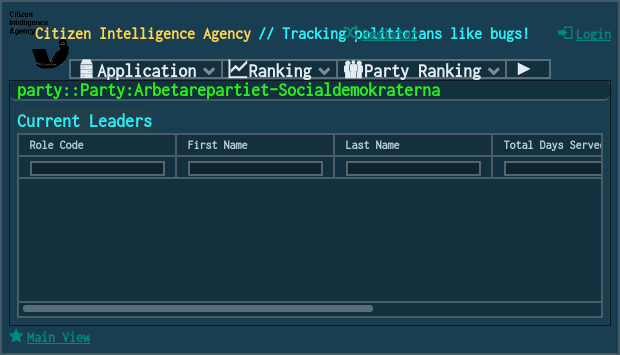 Citizen
Intelligence
Agency
Citizen Intelligence Agency // Tracking politicians like bugs!
Login
Application Ranking Party Ranking
party::Party:Arbetarepartiet-Socialdemokraterna
Current Leaders
Role Code First Name Last Name Total Days Served
Main View